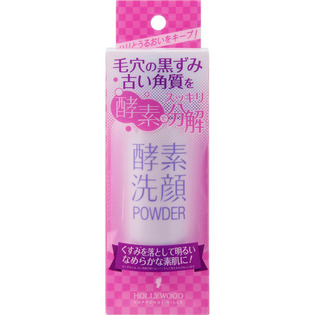 ハリとうるおいをキープ!
毛穴の黒ずみ
古い角質を
酵素で
スッキリ
分解
酵素
洗顔
POWDER
くすみを落として明るい
なめらかな素肌に!
HOLLYWOOD